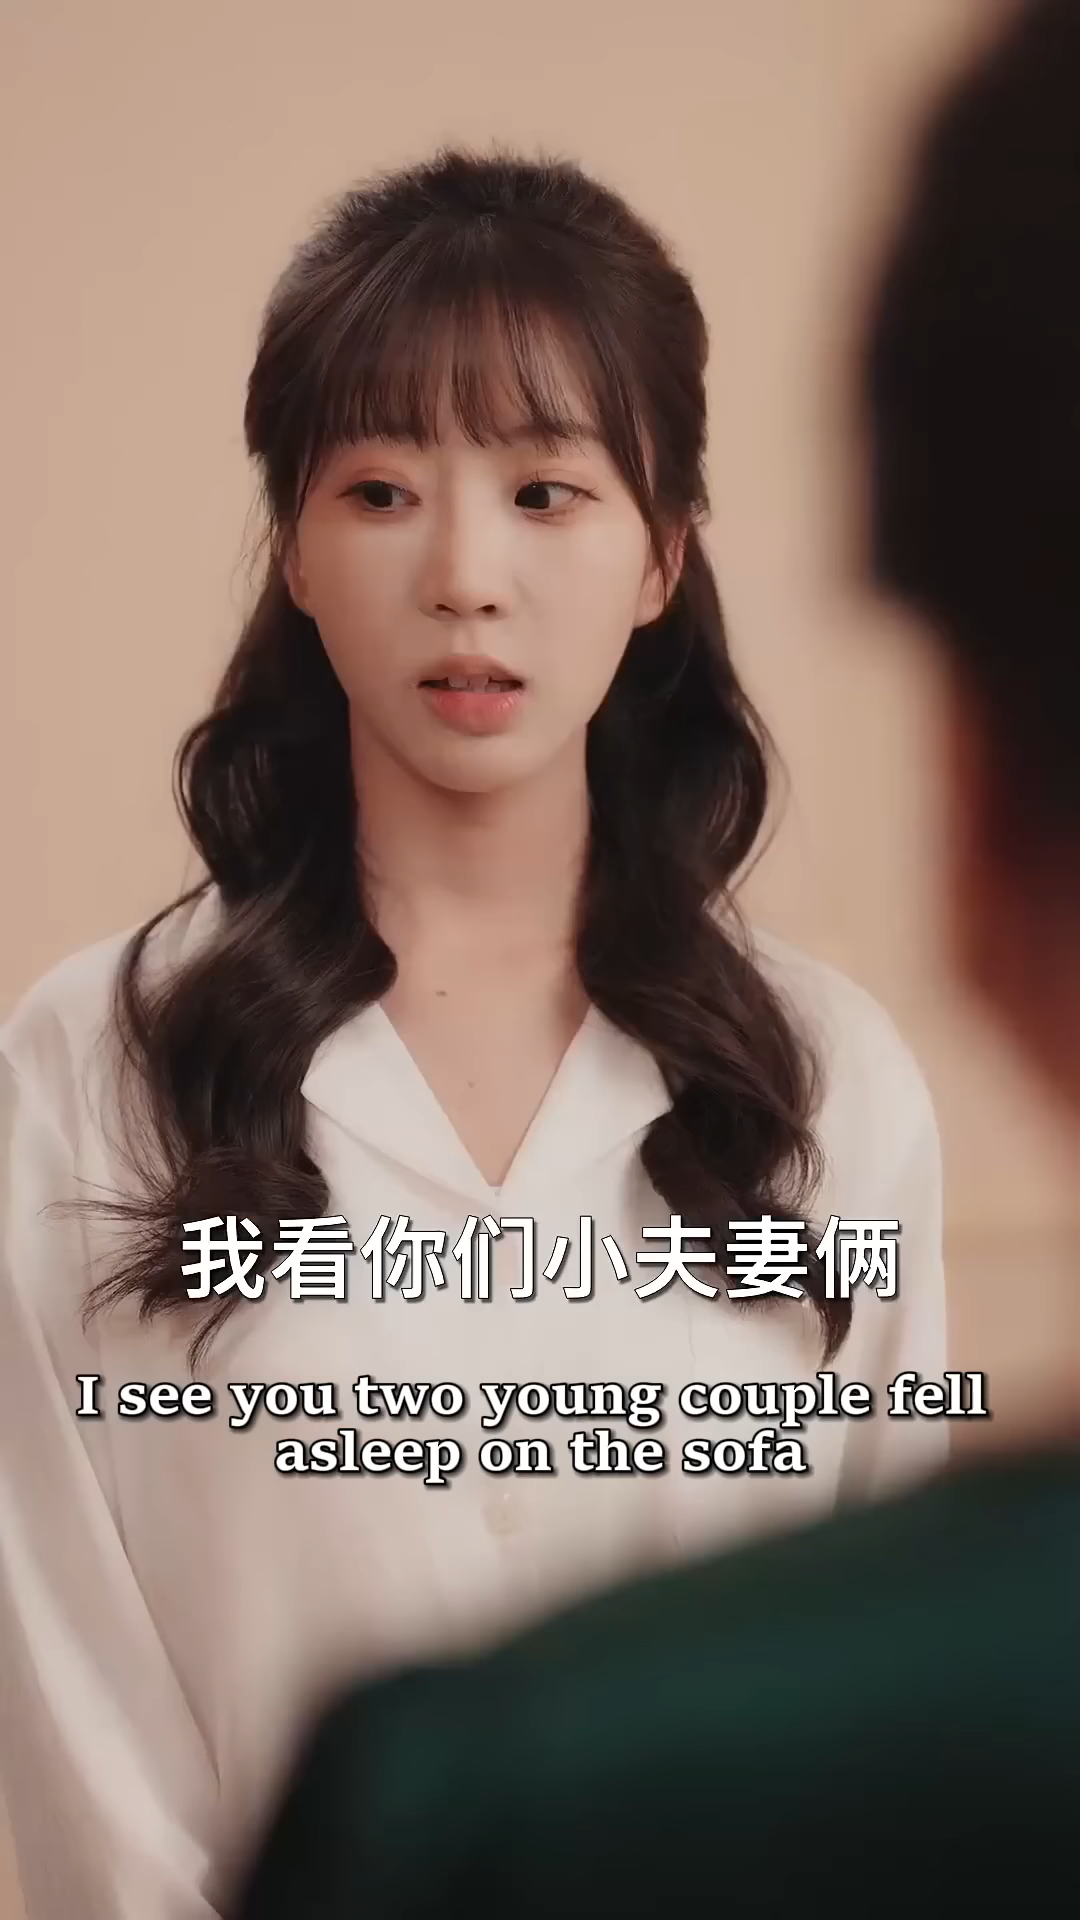 我看你们小夫妻俩
I see you two young couple fell
asleep on the sofa